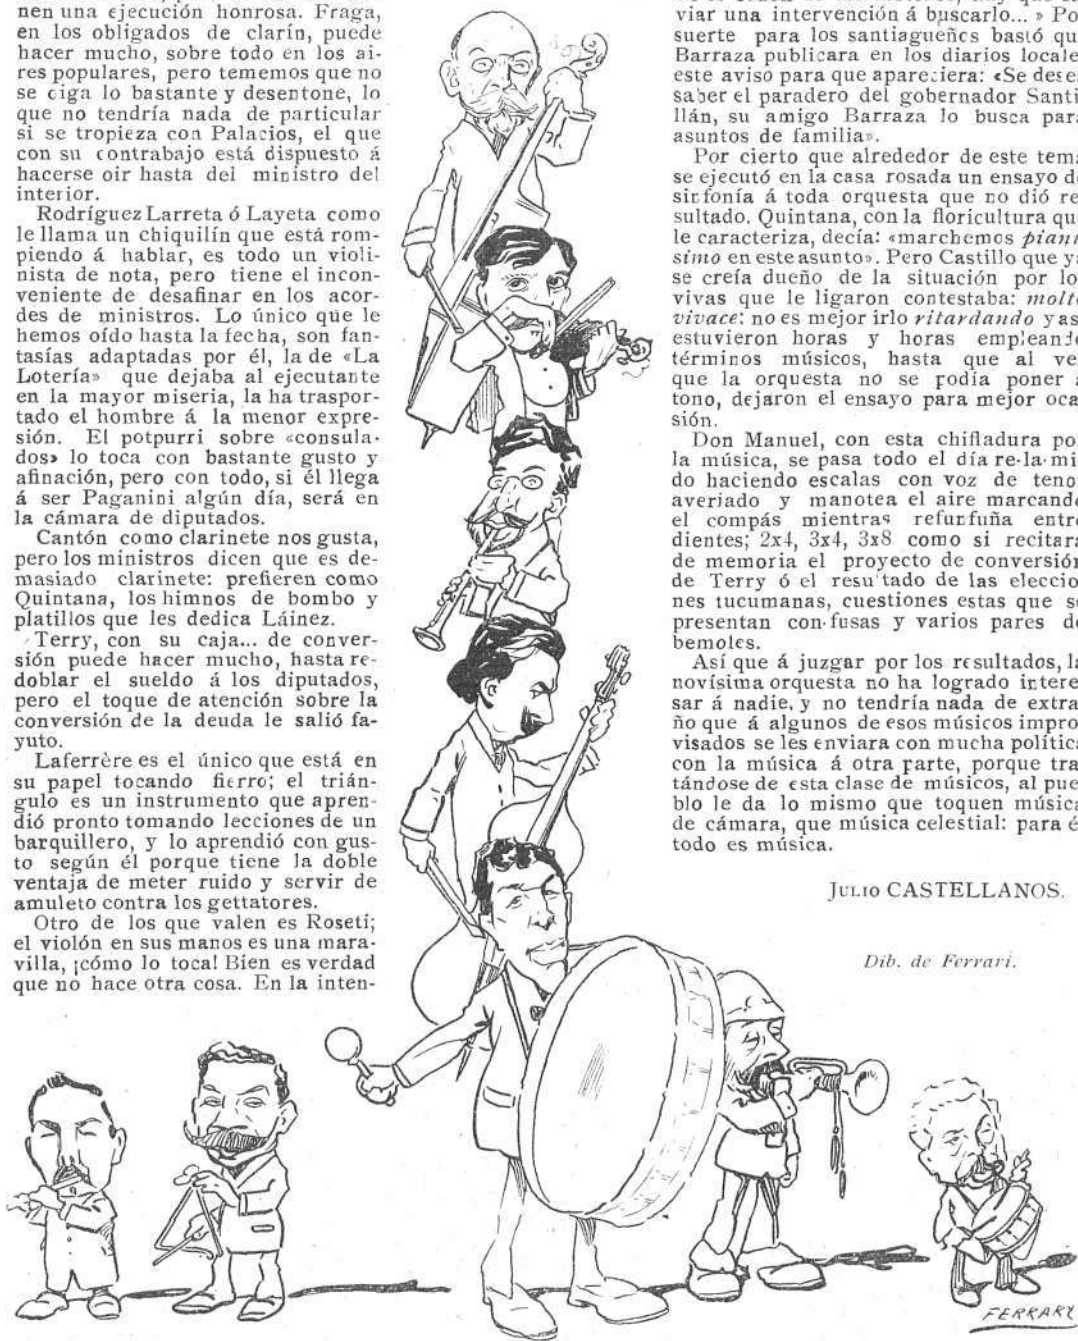 nen una ejecución honrosa. Fraga,
en los obligados de clarín, puede
hacer mucho, sobre todo en los ai-
res populares, pero tememos que no
se ciga lo bastante y desentone, lo
que no tendría nada de particular
si se tropieza con Palacios, el que
con su contrabajo está dispuesto á
hacerse oir hasta del ministro del
interior.
Rodríguez Larreta ó Layeta como
le llama un chiquilín que está rom-
piendo á hablar, es todo un violi-
nista de nota, pero tiene el incon-
veniente de desafinar en los acor-
des de ministros. Lo único que le
hemos oído hasta la fecha, son fan-
tasías adaptadas por él, la de «La
Lotería» que dejaba al ejecutante
en la mayor miseria, la ha traspor-
tado el hombre á la menor expre-
sión. El potpurri sobre «consula-
dos» lo toca con bastante gusto y
afinación, pero con todo, si él llega
á ser Paganini algún día, será en
la cámara de diputados.
Cantón como clarinete nos gusta,
pero los ministros dicen que es de-
masiado clarinete: prefieren como
Quintana, los himnos de bombo y
platillos que les dedica Láinez.
Terry, con su caja... de conver-
sión puede hacer mucho, hasta re-
doblar el sueldo á los diputados,
pero el toque de atención sobre la
conversión de la deuda le salió fa-
yuto.
Laferrère es el único que está en
su papel tocando fierro; el trián-
gulo es un instrumento que apren-
dió pronto tomando lecciones de un
barquillero, y lo aprendió con gus-
to según él porque tiene la doble
ventaja de meter ruido y servir de
amuleto contra los gettatores.
Otro de los que valen es Roseti;
el violón en sus manos es una mara-
villa, ¡cómo lo toca! Bien es verdad
que no hace otra cosa. En la inten-
viar una intervención á buscarlo... » Po
suerte para los santiagueños bastó qu
Barraza publicara en los diarios locale
este aviso para que apareciera: «Se dese
saber el paradero del gobernador Santi
llán, su amigo Barraza lo busca para
asuntos de familia».
Por cierto que alrededor de este tema
se ejecutó en la casa rosada un ensayo d
sinfonía á toda orquesta que no dió re
sultado. Quintana, con la floricultura qu
le caracteriza, decía: «marchemos piani
simo en este asunto». Pero Castillo que y
se creía dueño de la situación por lo
vivas que le ligaron contestaba: molto
vivace: no es mejor irlo ritardando y as
estuvieron horas y horas empleando
términos músicos, hasta que al ve
que la orquesta no se podía poner á
tono, dejaron el ensayo para mejor oca
sión.
Don Manuel, con esta chifladura po
la música, se pasa todo el día re-la-mi
do haciendo escalas con voz de teno
averiado y manotea el aire marcando
el compás mientras refunfuña entre
dientes; 2x4, 3x4, 3x8 como si recitara
de memoria el proyecto de conversión
de Terry ó el resultado de las eleccio
nes tucumanas, cuestiones estas que se
presentan con-fusas y varios pares de
bemoles.
Así que á juzgar por los resultados, la
novísima orquesta no ha logrado intere
sar á nadie, y no tendría nada de extra
ño que á algunos de esos músicos impro
visados se les enviara con mucha política
con la música á otra parte, porque tra
tándose de esta clase de músicos, al pue
blo le da lo mismo que toquen música
de cámara, que música celestial: para é
todo es música.
JULIO CASTELLANOS.
Dib. de Ferrari.
FERRARI